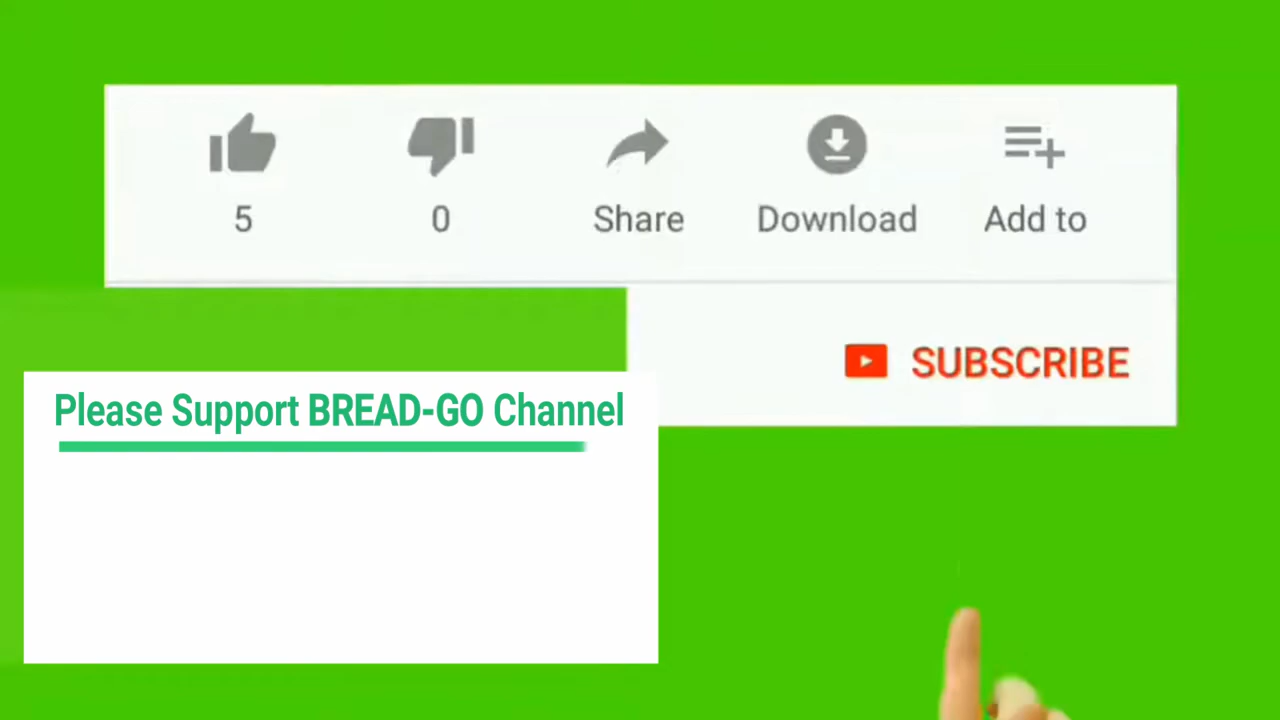 5
0
Share
Download
Add to
SUBSCRIBE
Please Support BREAD-GO Channel